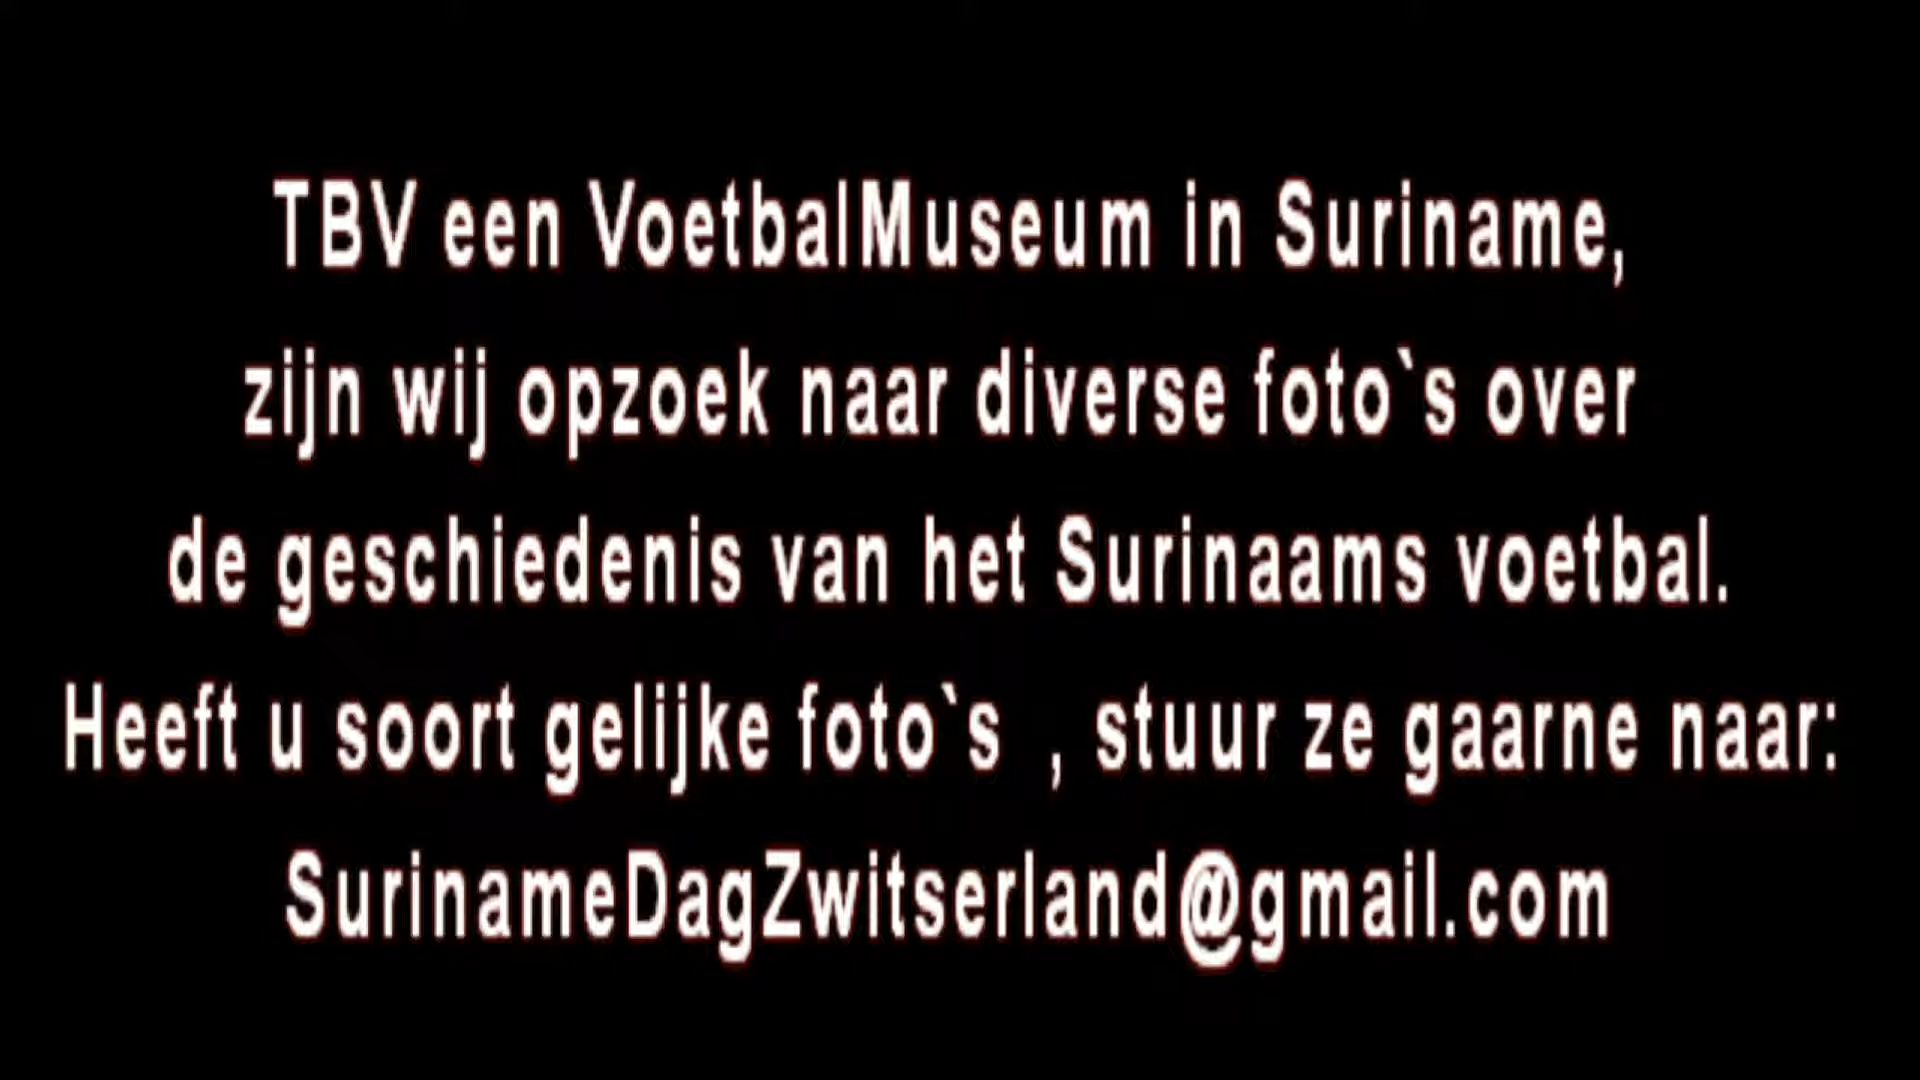 TBV een VoetbalMuseum in Suriname,
zijn wij opzoek naar diverse foto`s over
de geschiedenis van het Surinaams voetbal.
Heeft u soort gelijke foto`s , stuur ze gaarne naar:
SurinameDagZwitserland@gmail.com